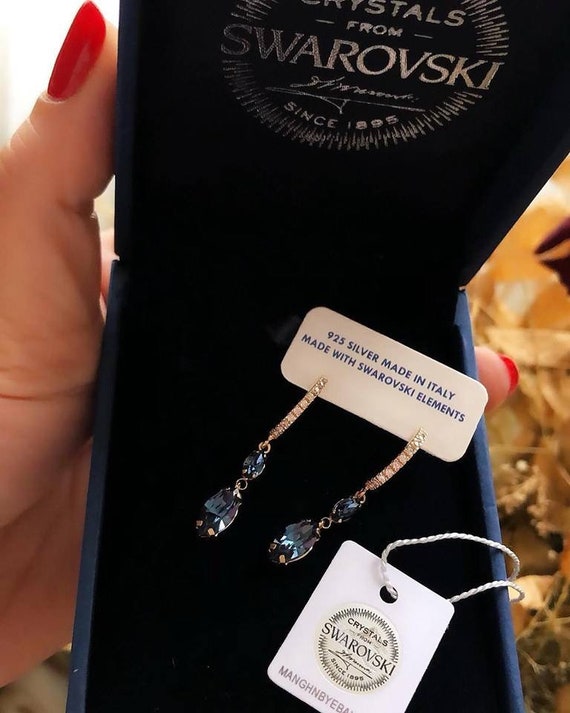 CRYSTALS
FROM
SWAROVSKI
SINCE 1895
925 SILVER MADE IN ITALY
MADE WITH SWAROVSKI ELEMENTS
CRYSTALS
FROM
SWAROVSKI
SINCE 1895
MANGHNBYEBA